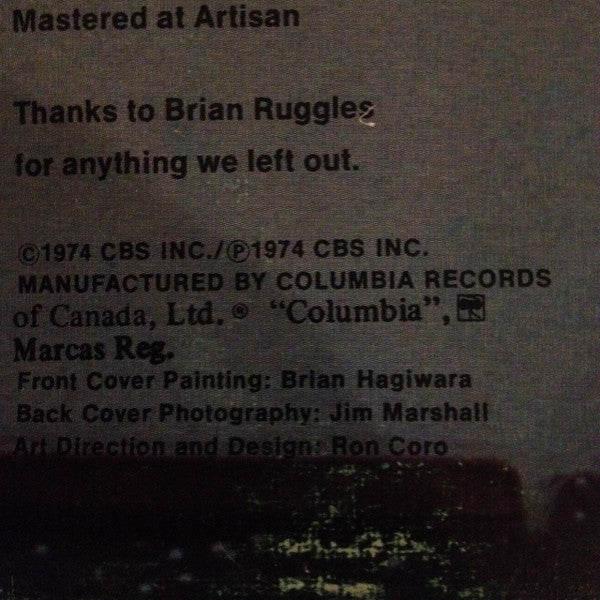 Mastered at Artisan
Thanks to Brian Ruggles
for anything we left out.
©1974 CBS INC./℗1974 CBS INC.
MANUFACTURED BY COLUMBIA RECORDS
of Canada, Ltd. ® "Columbia",
Marcas Reg.
Front Cover Painting: Brian Hagiwara
Back Cover Photography: Jim Marshall
Art Direction and Design: Ron Coro